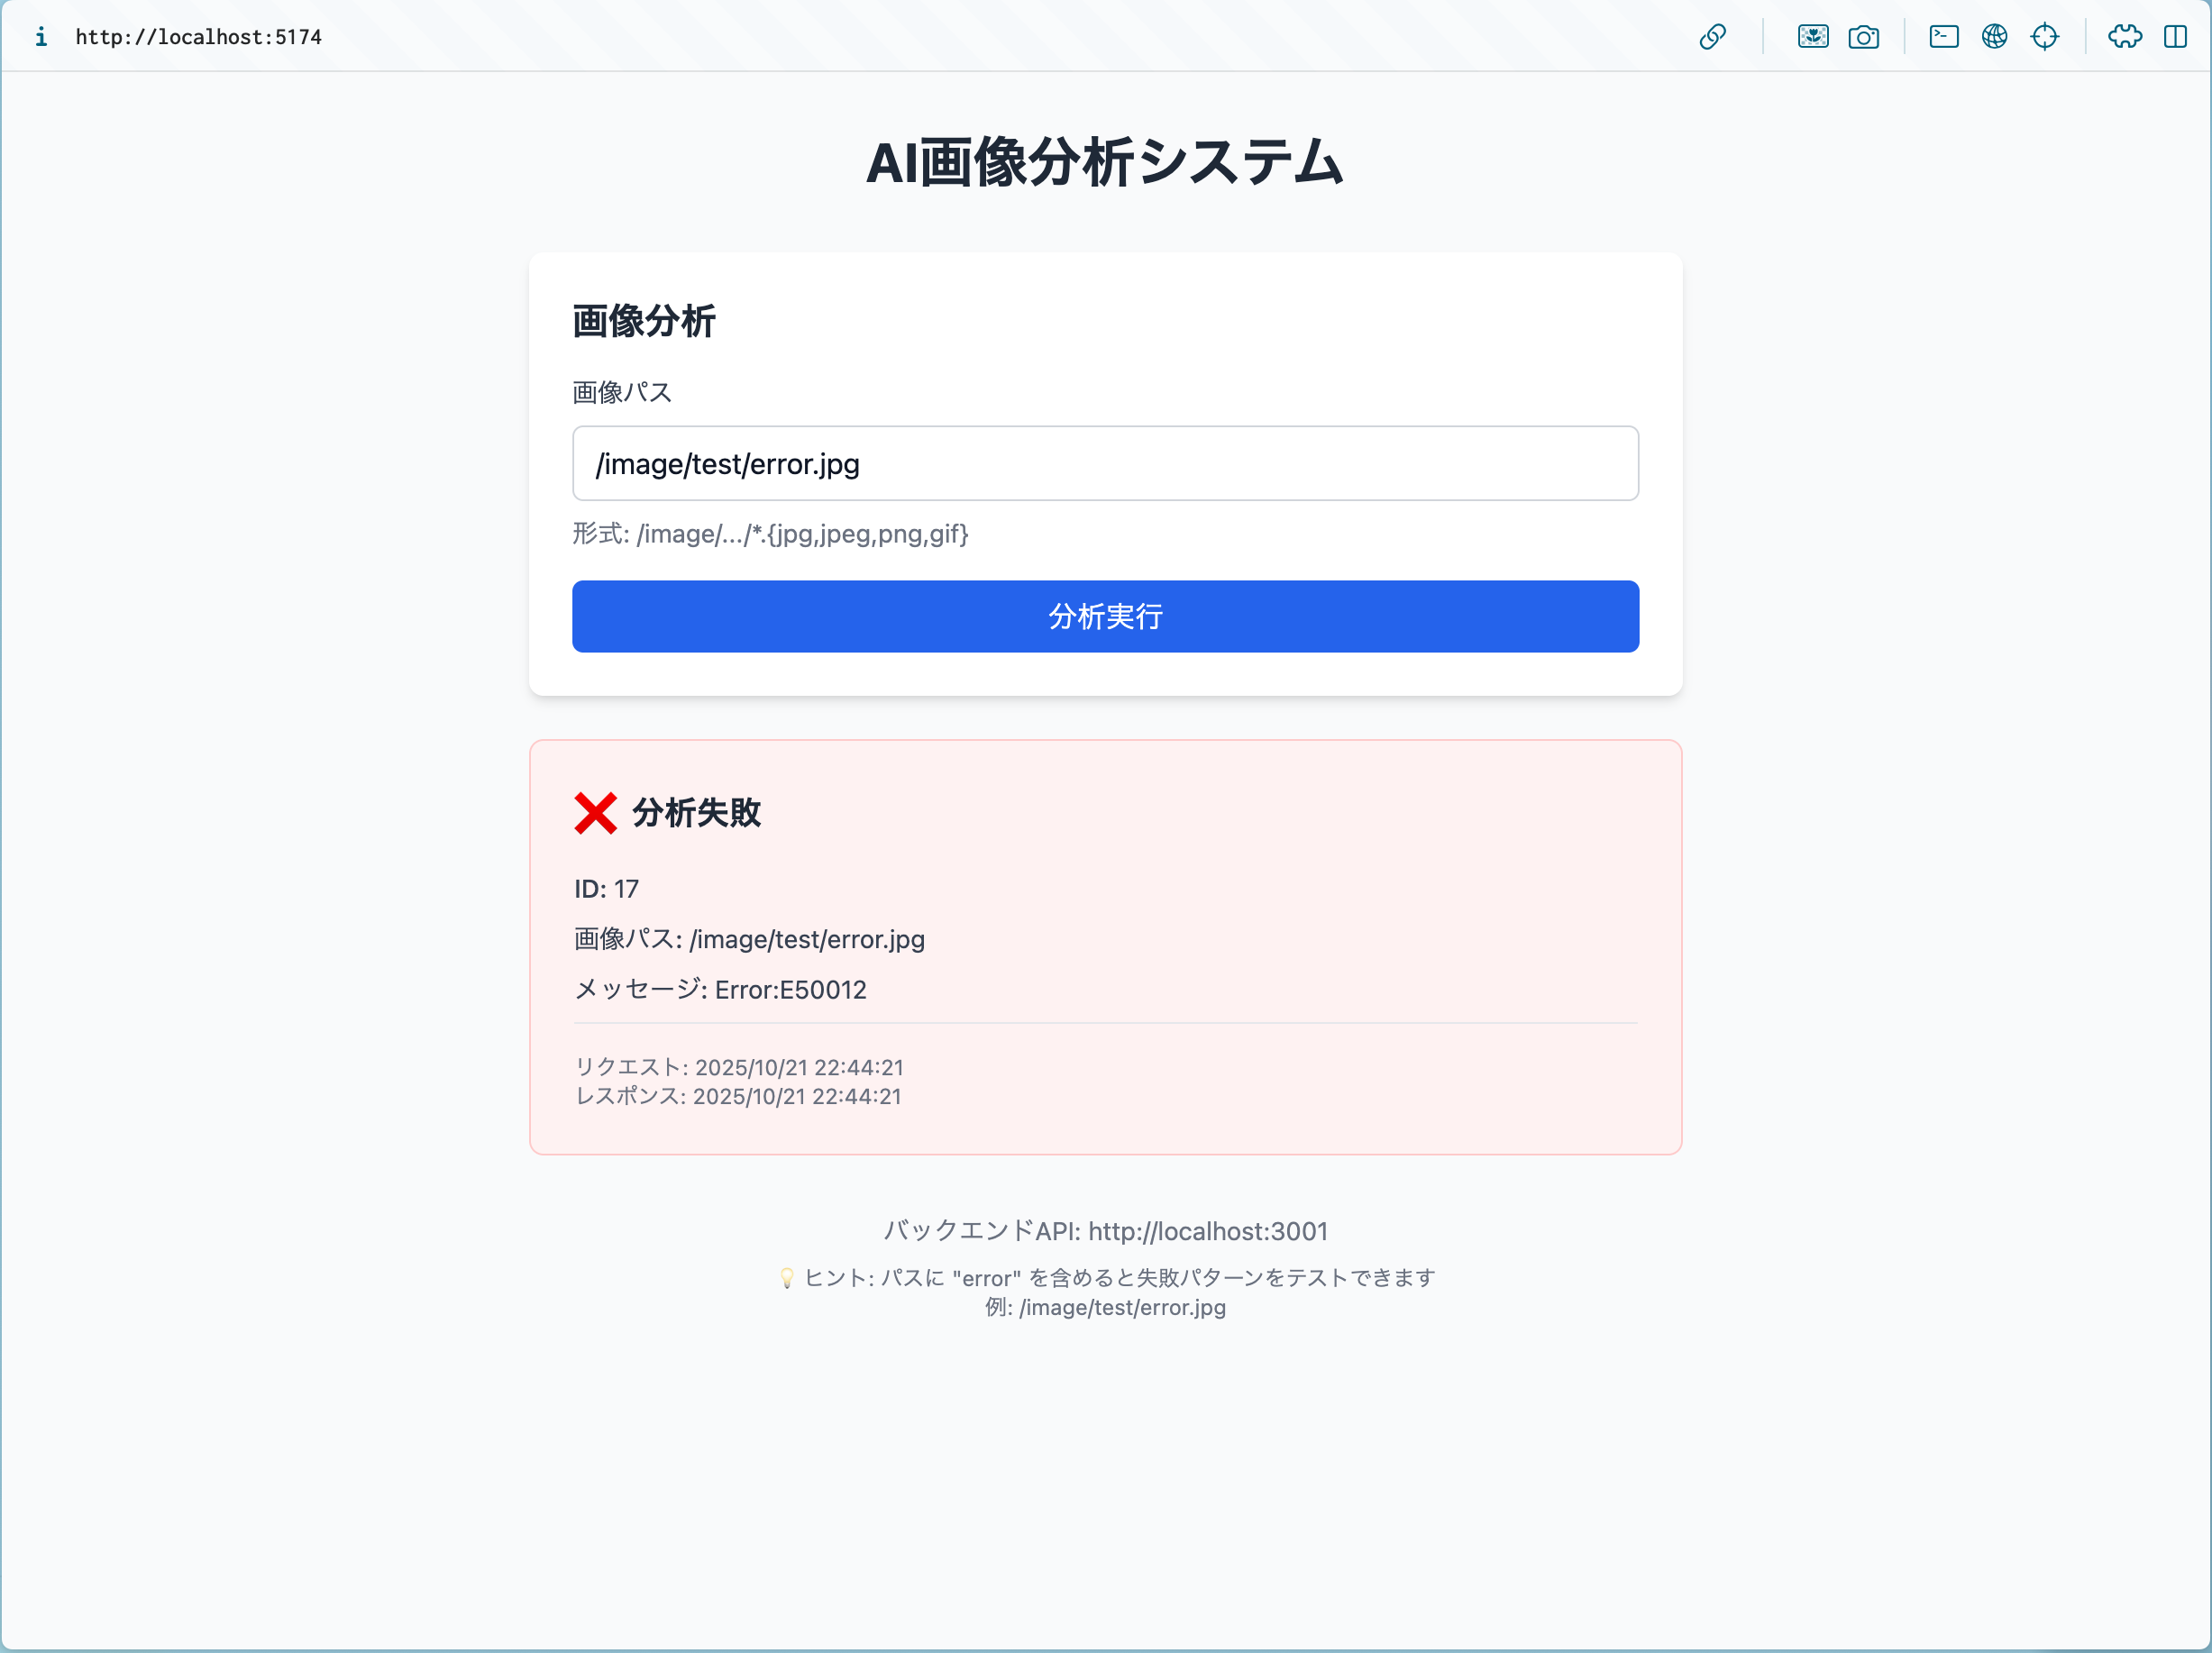 i http://localhost:5174
AI画像分析システム
画像分析
画像パス
/image/test/error.jpg
形式: /image/.../*.{jpg,jpeg,png,gif}
分析実行
❌ 分析失敗
ID: 17
画像パス: /image/test/error.jpg
メッセージ: Error:E50012
リクエスト: 2025/10/21 22:44:21
レスポンス: 2025/10/21 22:44:21
バックエンドAPI: http://localhost:3001
💡 ヒント: パスに "error" を含めると失敗パターンをテストできます
例: /image/test/error.jpg